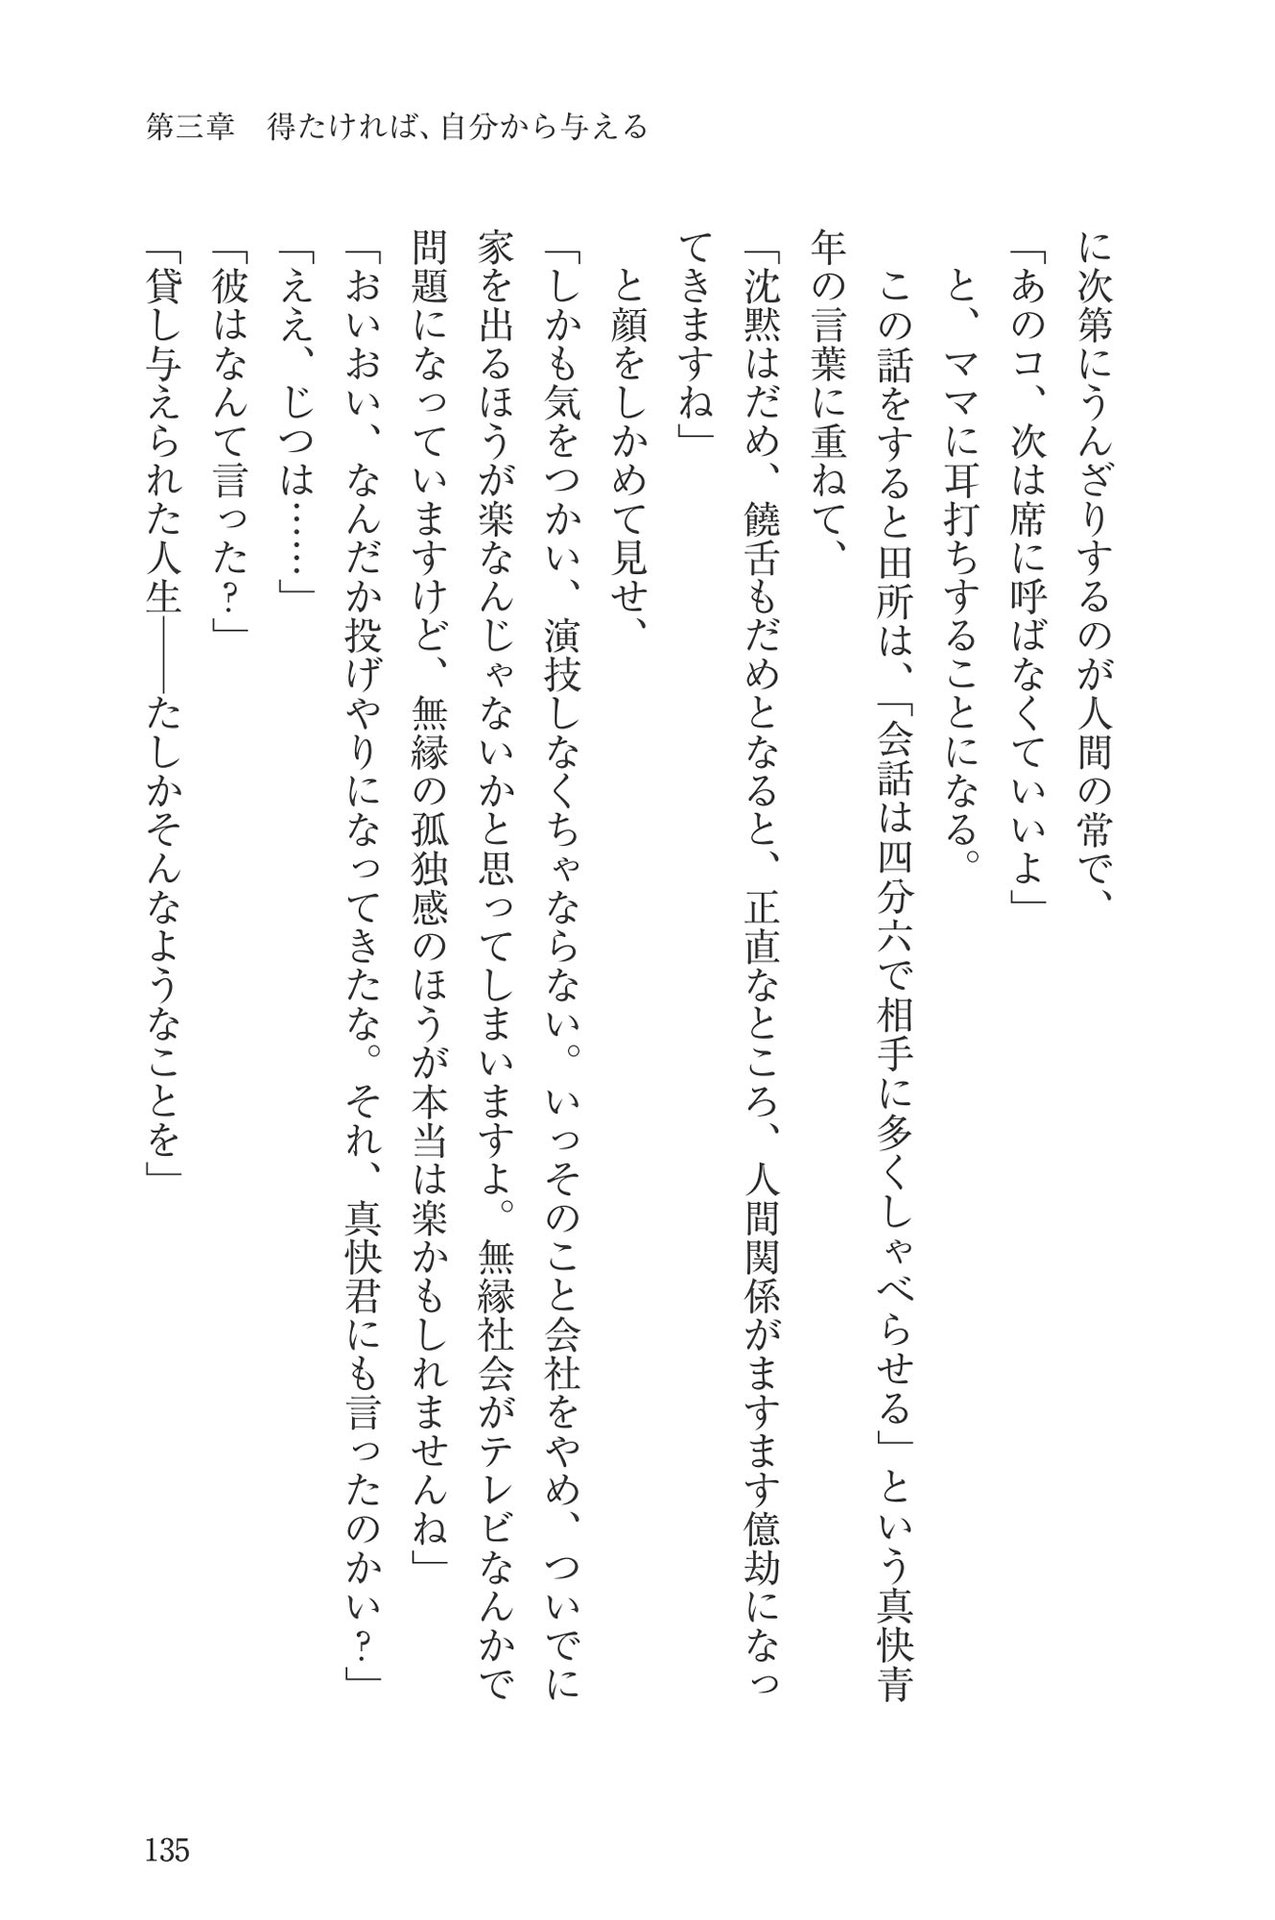 第三章　得たければ、自分から与える
に次第にうんざりするのが人間の常で、
「あのコ、次は席に呼ばなくていいよ」
　と、ママに耳打ちすることになる。
　この話をすると田所は、「会話は四分六で相手に多くしゃべらせる」という真快青
年の言葉に重ねて、
「沈黙はだめ、饒舌もだめとなると、正直なところ、人間関係がますます億劫になっ
てきますね」
　と顔をしかめて見せ、
「しかも気をつかい、演技しなくちゃならない。いっそのこと会社をやめ、ついでに
家を出るほうが楽なんじゃないかと思ってしまいますよ。無縁社会がテレビなんかで
問題になっていますけど、無縁の孤独感のほうが本当は楽かもしれませんね」
「おいおい、なんだか投げやりになってきたな。それ、真快君にも言ったのかい？」
「ええ、じつは……」
「彼はなんて言った？」
「貸し与えられた人生――たしかそんなようなことを」
135